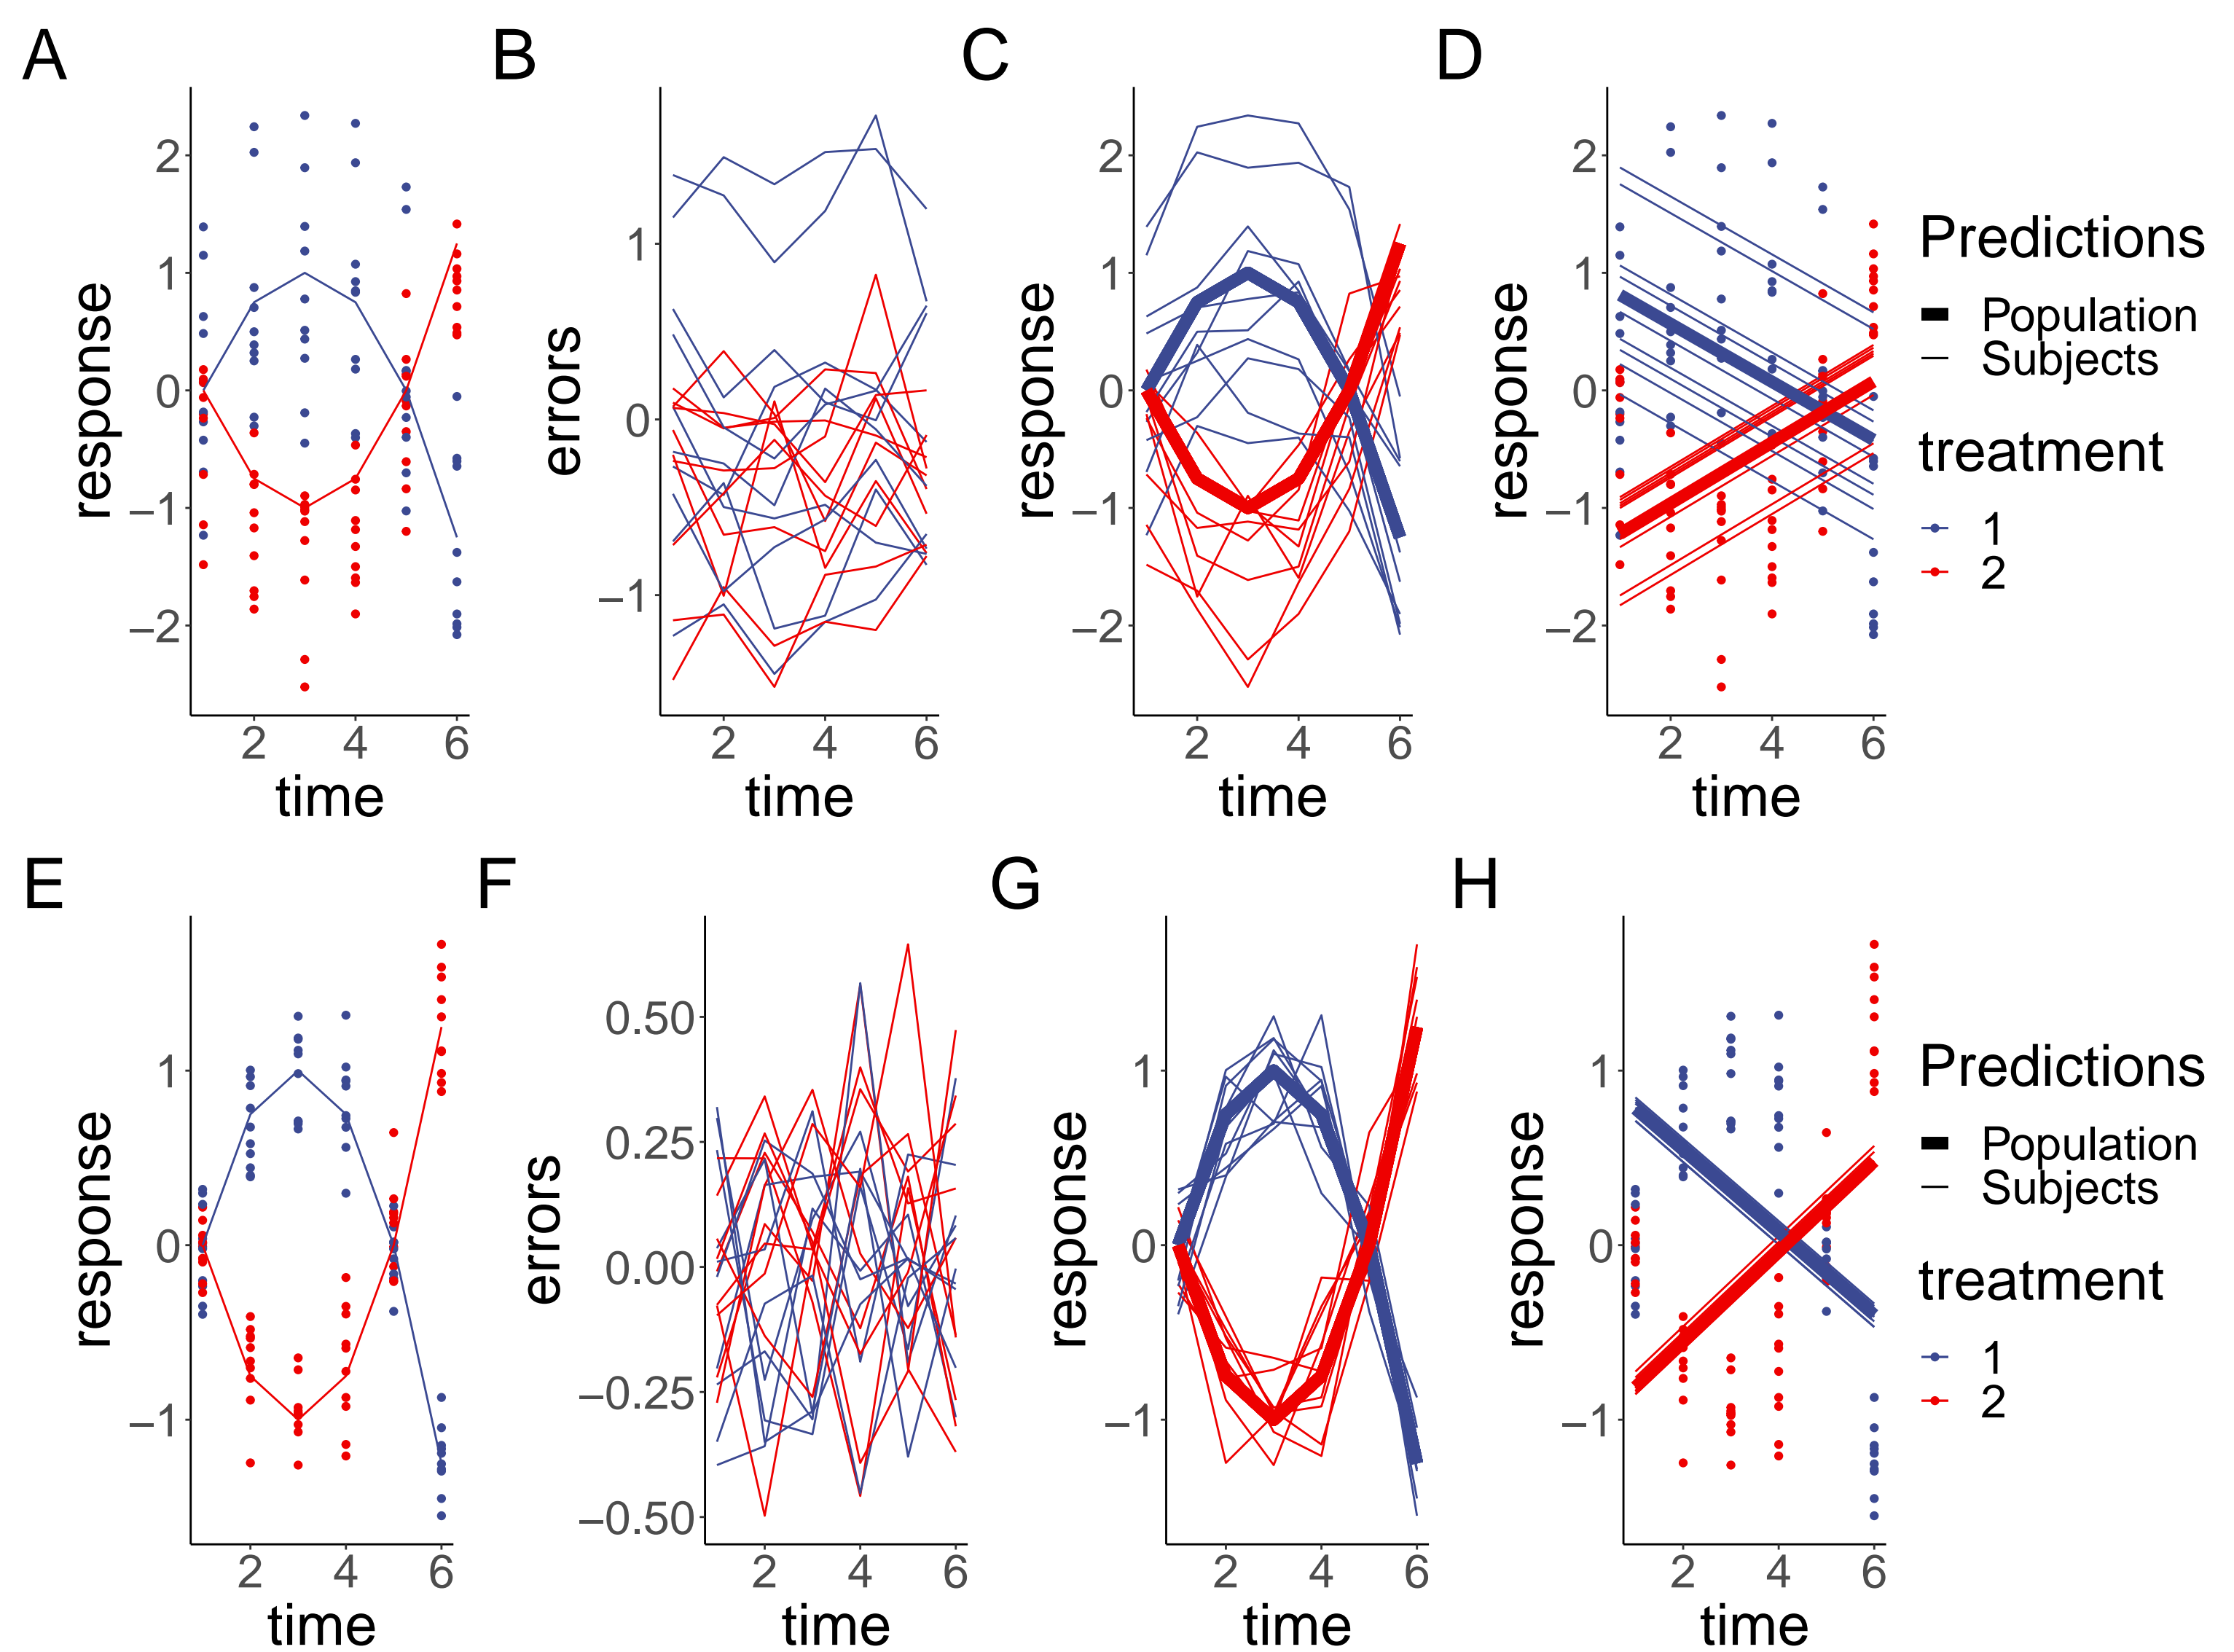 A
B
C
D
response
2
1
0
−1
−2
2
4
6
time
errors
1
0
−1
2
4
6
time
response
2
1
0
−1
−2
2
4
6
time
response
2
1
0
−1
−2
2
4
6
time
Predictions
Population
Subjects
treatment
1
2
E
F
G
H
response
1
0
−1
2
4
6
time
errors
0.50
0.25
0.00
−0.25
−0.50
2
4
6
time
response
1
0
−1
2
4
6
time
response
1
0
−1
2
4
6
time
Predictions
Population
Subjects
treatment
1
2